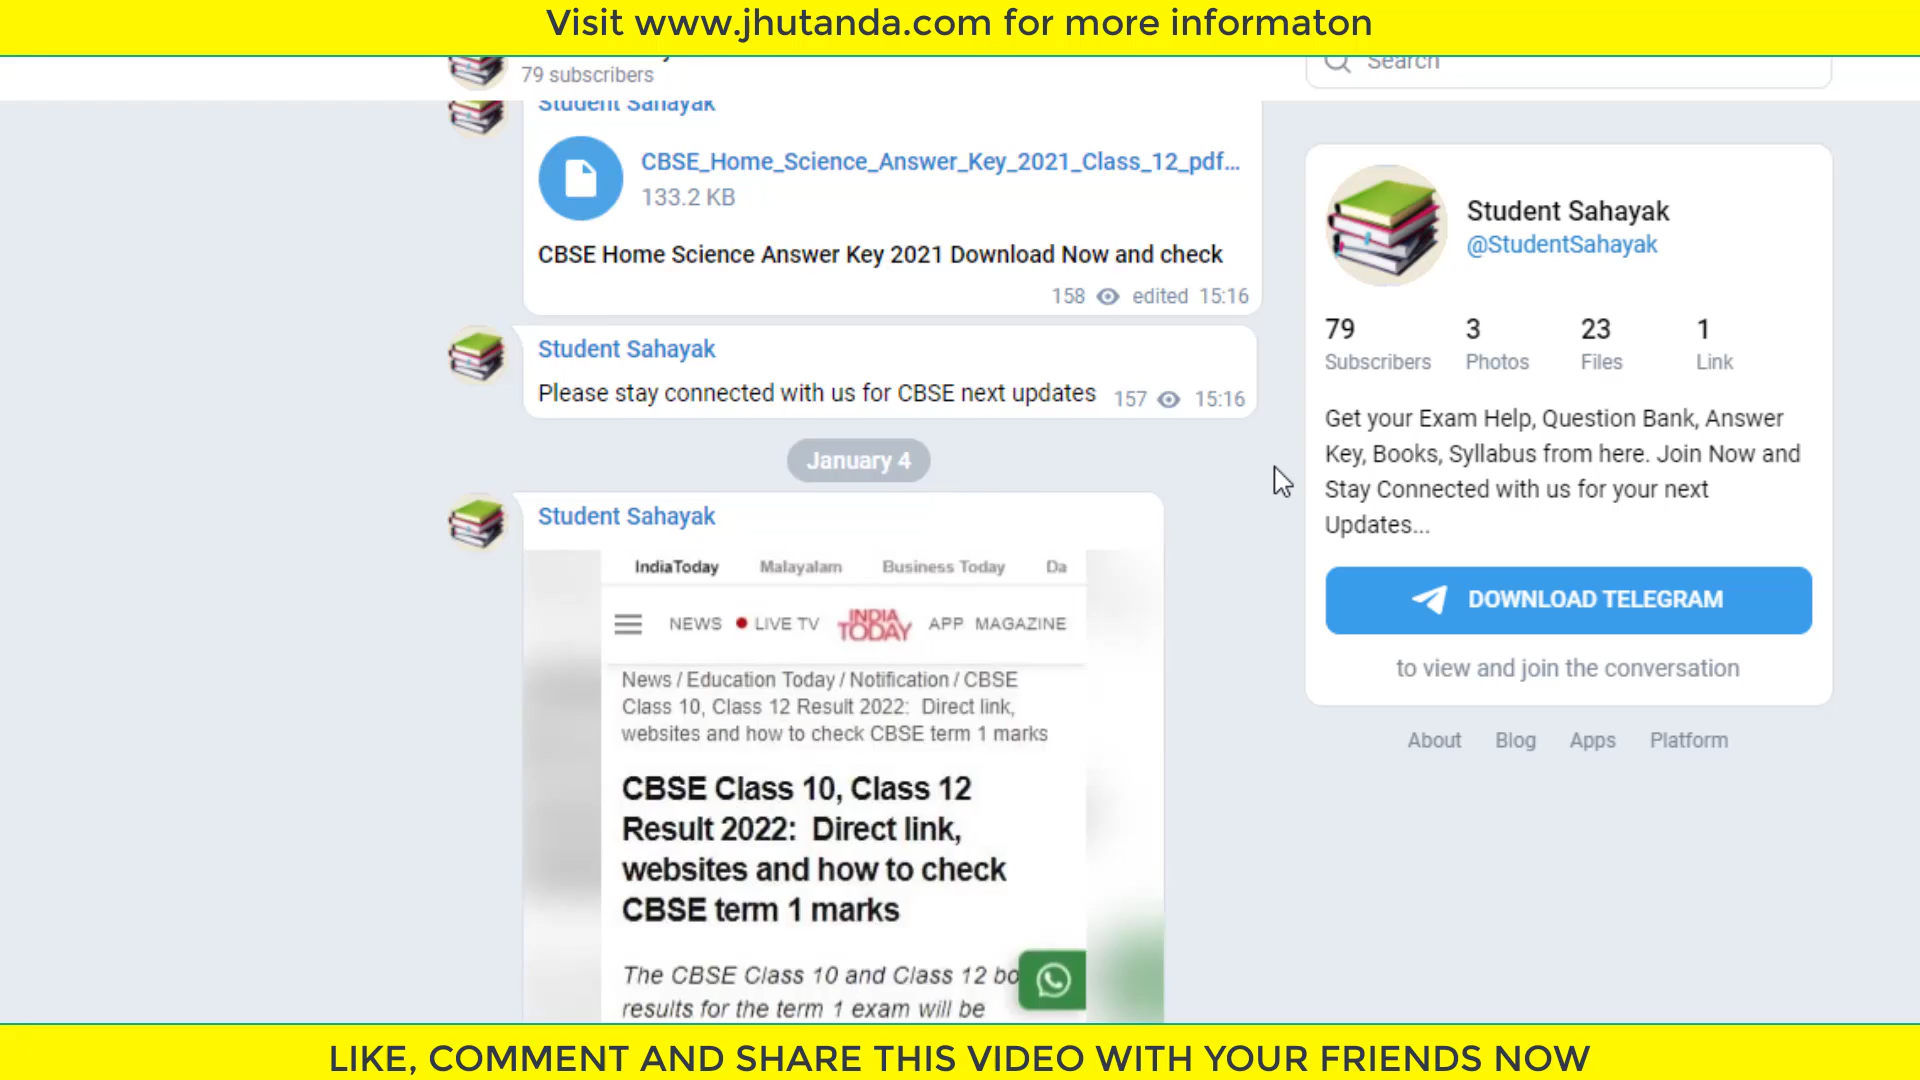 Visit www.jhutanda.com for more informaton
79 subscribers
Search
Student Sahayak
CBSE_Home_Science_Answer_Key_2021_Class_12_pdf...
133.2 KB
CBSE Home Science Answer Key 2021 Download Now and check
158 edited 15:16
Student Sahayak
Please stay connected with us for CBSE next updates
157 15:16
January 4
Student Sahayak
IndiaToday Malayalam Business Today Da
NEWS LIVE TV INDIA TODAY APP MAGAZINE
News / Education Today / Notification / CBSE
Class 10, Class 12 Result 2022: Direct link,
websites and how to check CBSE term 1 marks
CBSE Class 10, Class 12
Result 2022: Direct link,
websites and how to check
CBSE term 1 marks
The CBSE Class 10 and Class 12 bo
results for the term 1 exam will be
Student Sahayak
@StudentSahayak
79 3 23 1
Subscribers Photos Files Link
Get your Exam Help, Question Bank, Answer
Key, Books, Syllabus from here. Join Now and
Stay Connected with us for your next
Updates...
DOWNLOAD TELEGRAM
to view and join the conversation
About Blog Apps Platform
LIKE, COMMENT AND SHARE THIS VIDEO WITH YOUR FRIENDS NOW